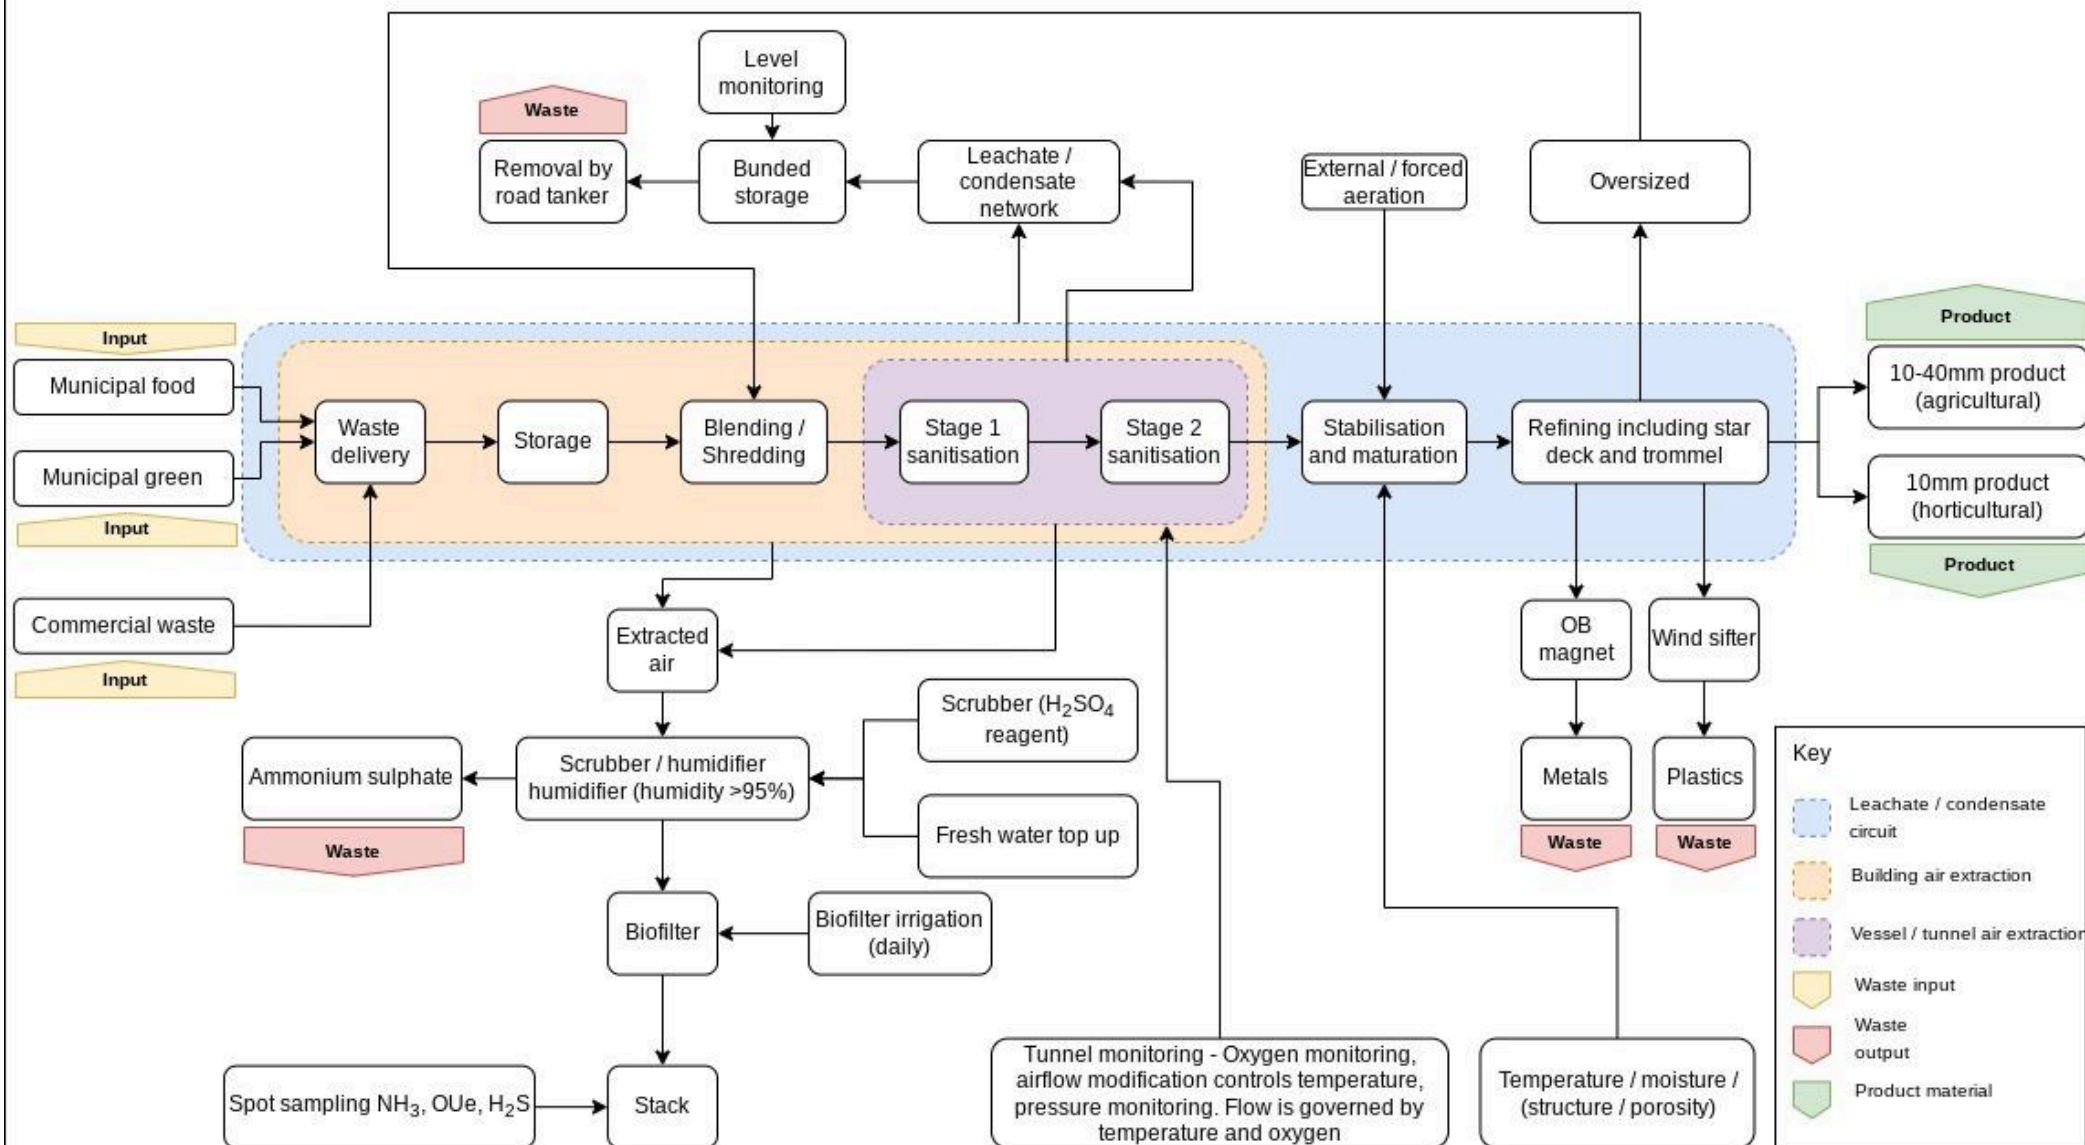 Level
monitoring
Waste
Removal by
road tanker
Bunded
storage
Leachate /
condensate
network
External / forced
aeration
Oversized
Input
Municipal food
Municipal green
Input
Commercial waste
Input
Waste
delivery
Storage
Blending /
Shredding
Stage 1
sanitisation
Stage 2
sanitisation
Stabilisation
and maturation
Refining including star
deck and trommel
Product
10-40mm product
(agricultural)
10mm product
(horticultural)
Product
Extracted
air
OB
magnet
Wind sifter
Scrubber (H₂SO₄
reagent)
Ammonium sulphate
Waste
Scrubber / humidifier
humidifier (humidity >95%)
Fresh water top up
Metals
Waste
Plastics
Waste
Biofilter
Biofilter irrigation
(daily)
Spot sampling NH₃, OUe, H₂S
Stack
Tunnel monitoring - Oxygen monitoring,
airflow modification controls temperature,
pressure monitoring. Flow is governed by
temperature and oxygen
Temperature / moisture /
(structure / porosity)
Key
Leachate / condensate
circuit
Building air extraction
Vessel / tunnel air extraction
Waste input
Waste
output
Product material